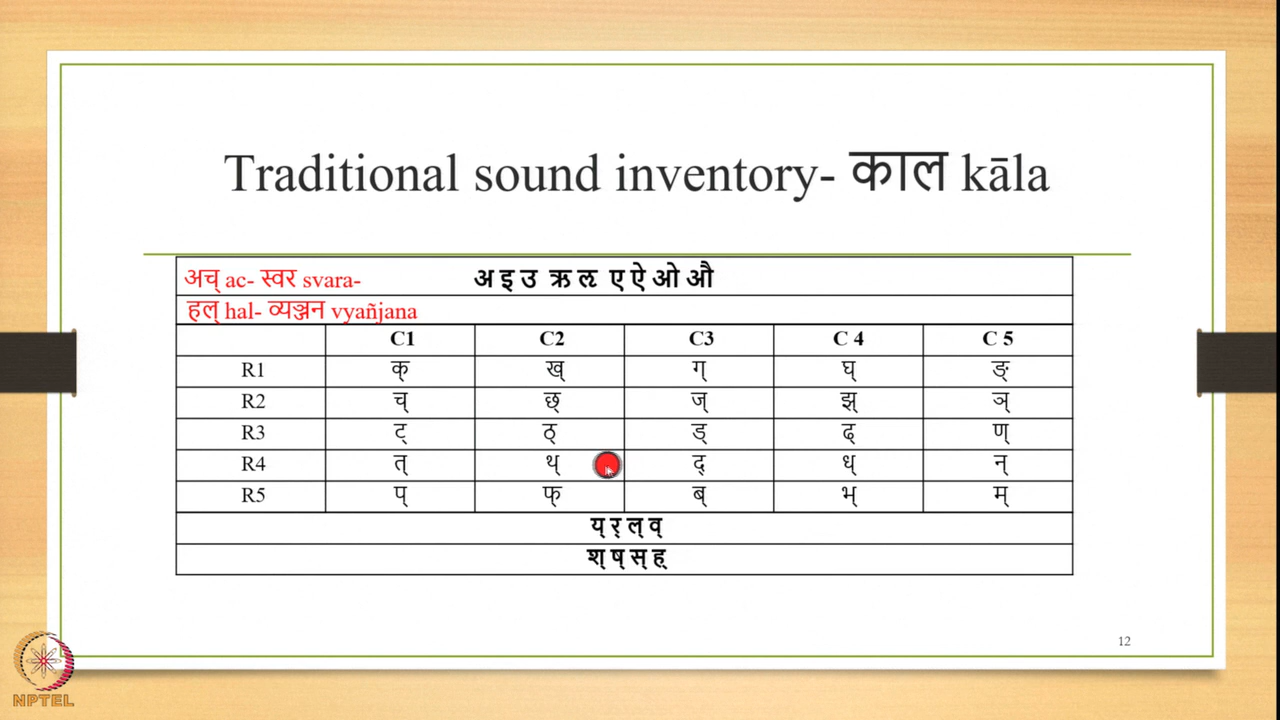 Traditional sound inventory- काल kāla
अच् ac- स्वर svara- अ इ उ ऋ ऌ ए ऐ ओ औ
हल् hal- व्यञ्जन vyañjana
C1 C2 C3 C 4 C 5
R1 क् ख् ग् घ् ङ्
R2 च् छ् ज् झ् ञ्
R3 ट् ठ् ड् ढ् ण्
R4 त् थ् द् ध् न्
R5 प् फ् ब् भ् म्
य् र् ल् व्
श् ष् स् ह्
12
NPTEL